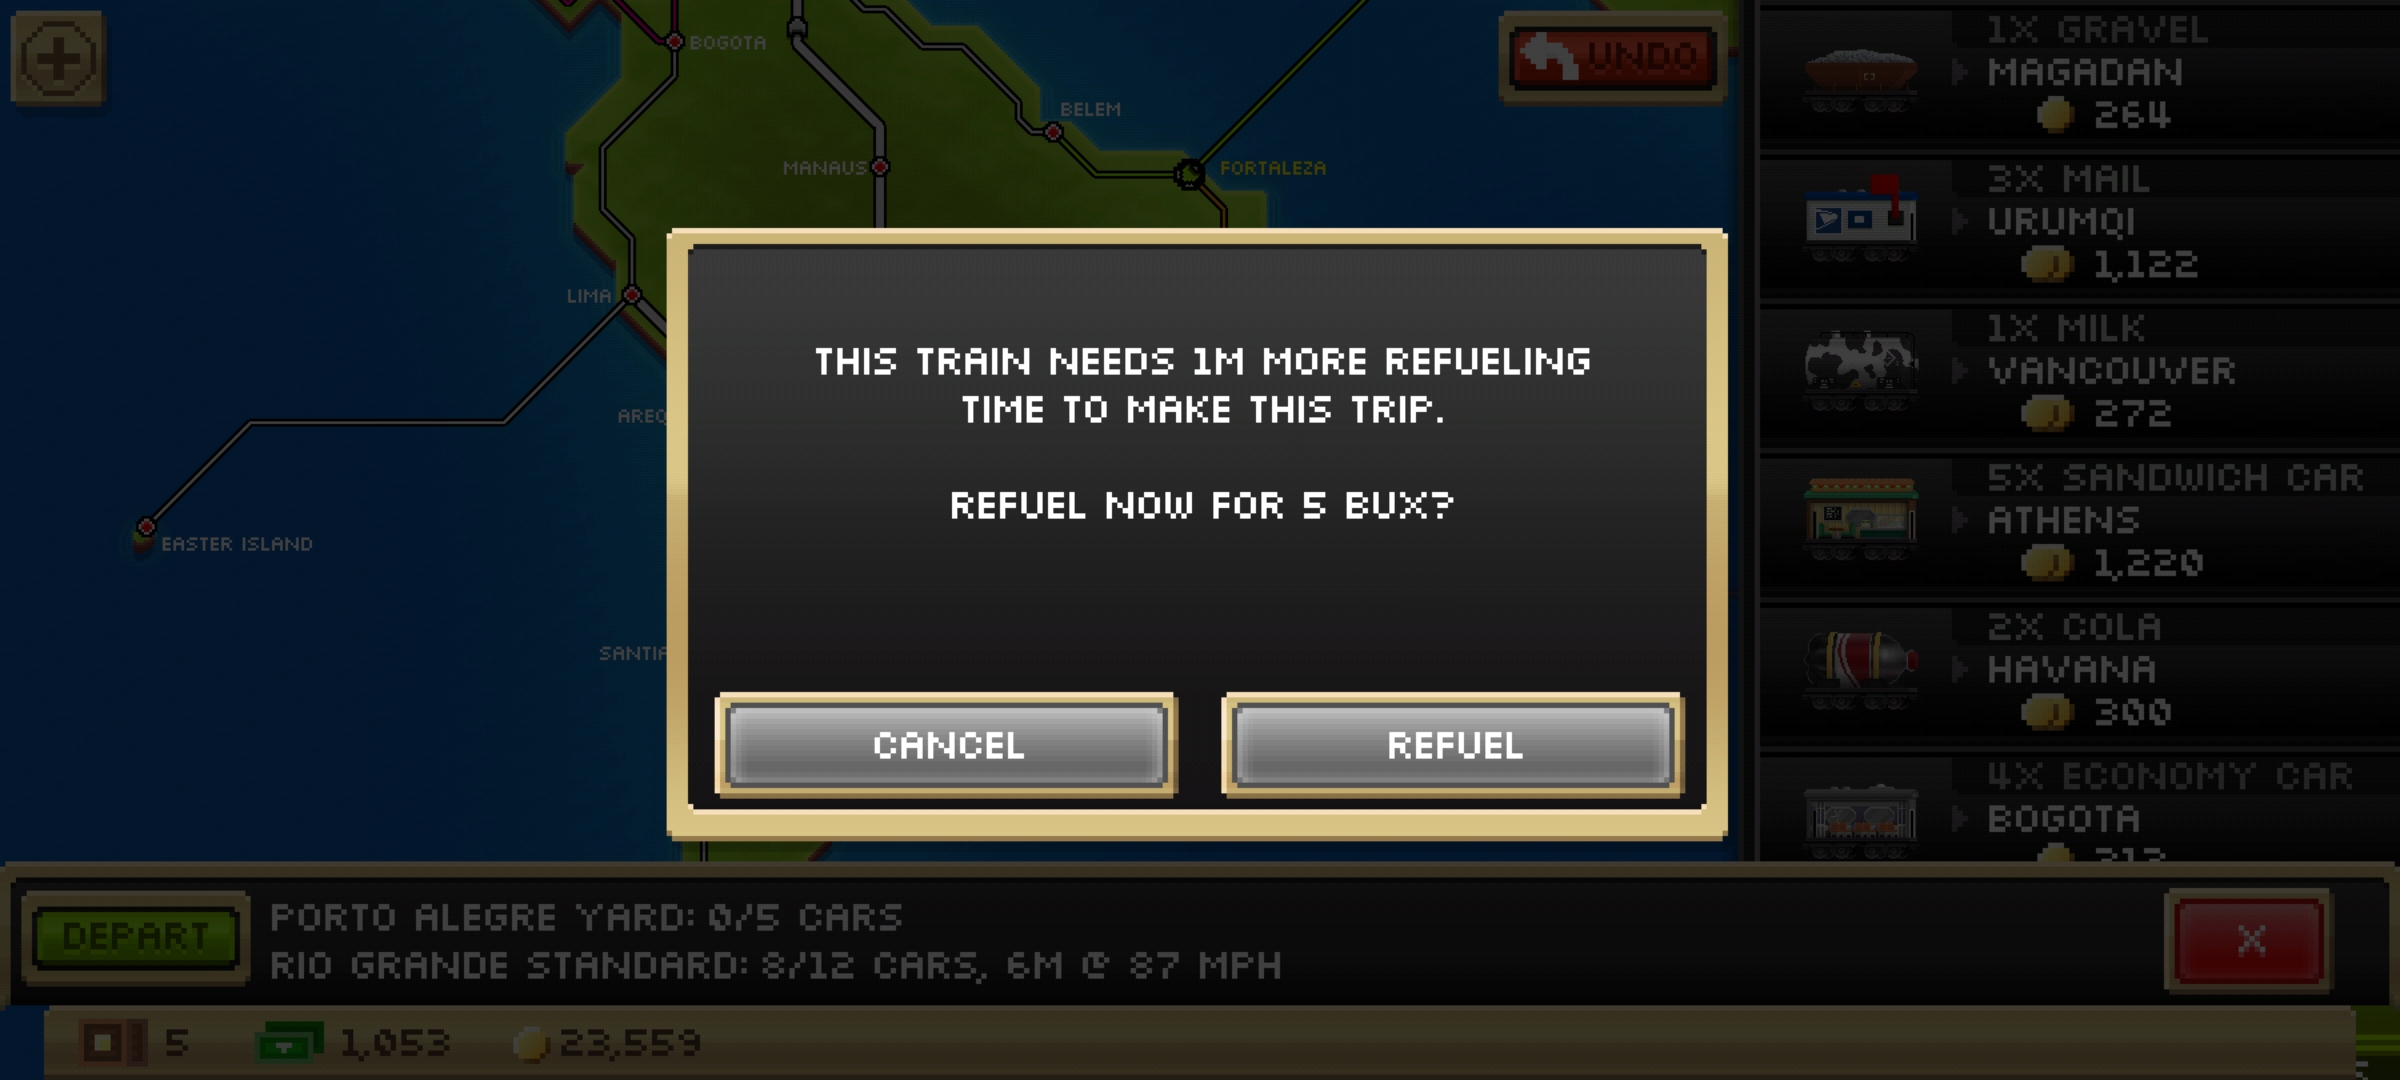 BOGOTA
BELEM
MANAUS
FORTALEZA
LIMA
AREQ
EASTER ISLAND
SANTIA
UNDO
1X GRAVEL
MAGADAN
264
3X MAIL
URUMQI
1,122
1X MILK
VANCOUVER
272
5X SANDWICH CAR
ATHENS
1,220
2X COLA
HAVANA
300
4X ECONOMY CAR
BOGOTA
312
THIS TRAIN NEEDS 1M MORE REFUELING
TIME TO MAKE THIS TRIP.
REFUEL NOW FOR 5 BUX?
CANCEL
REFUEL
DEPART
PORTO ALEGRE YARD: 0/5 CARS
RIO GRANDE STANDARD: 8/12 CARS, 6M @ 87 MPH
X
5
1,053
23,559